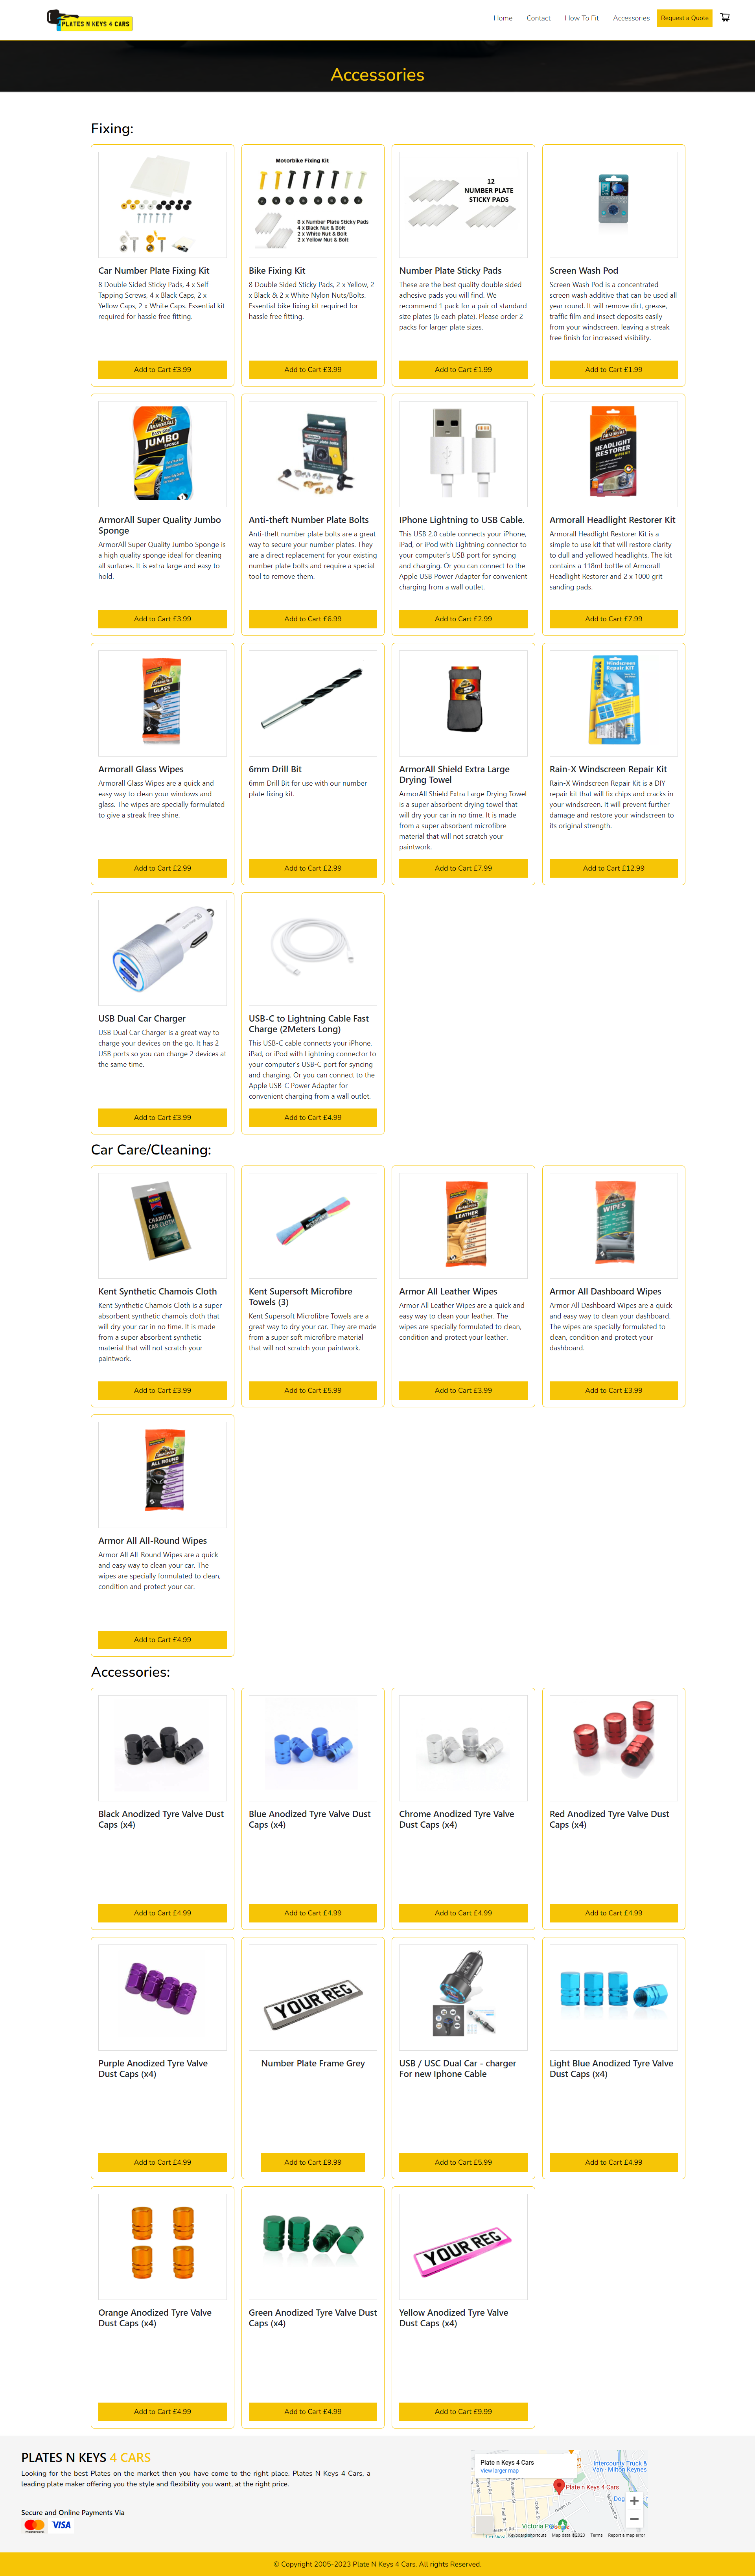 PLATES N KEYS 4 CARS
Home Contact How To Fit Accessories Request a Quote
Accessories
Fixing:
Car Number Plate Fixing Kit
8 Double Sided Sticky Pads, 4 x Self-
Tapping Screws, 4 x Black Caps, 2 x
Yellow Caps, 2 x White Caps. Essential kit
required for hassle free fitting.
Add to Cart £3.99
Motorbike Fixing Kit
8 x Number Plate Sticky Pads
4 x Black Nut & Bolt
2 x White Nut & Bolt
2 x Yellow Nut & Bolt
Bike Fixing Kit
8 Double Sided Sticky Pads, 2 x Yellow, 2
x Black & 2 x White Nylon Nuts/Bolts.
Essential bike fixing kit required for
hassle free fitting.
Add to Cart £3.99
12
NUMBER PLATE
STICKY PADS
Number Plate Sticky Pads
These are the best quality double sided
adhesive pads you will find. We
recommend 1 pack for a pair of standard
size plates (6 each plate). Please order 2
packs for larger plate sizes.
Add to Cart £1.99
Screen Wash Pod
Screen Wash Pod is a concentrated
screen wash additive that can be used all
year round. It will remove dirt, grease,
traffic film and insect deposits easily
from your windscreen, leaving a streak
free finish for increased visibility.
Add to Cart £1.99
ARMORALL
EASY GRIP
JUMBO
SPONGE
ArmorAll Super Quality Jumbo
Sponge
ArmorAll Super Quality Jumbo Sponge is
a high quality sponge ideal for cleaning
all surfaces. It is extra large and easy to
hold.
Add to Cart £3.99
Anti-theft Number Plate Bolts
Anti-theft number plate bolts are a great
way to secure your number plates. They
are a direct replacement for your existing
number plate bolts and require a special
tool to remove them.
Add to Cart £6.99
IPhone Lightning to USB Cable.
This USB 2.0 cable connects your iPhone,
iPad, or iPod with Lightning connector to
your computer's USB port for syncing
and charging. Or you can connect to the
Apple USB Power Adapter for convenient
charging from a wall outlet.
Add to Cart £2.99
ARMORALL
HEADLIGHT
RESTORER
WIPES KIT
Armorall Headlight Restorer Kit
Armorall Headlight Restorer Kit is a
simple to use kit that will restore clarity
to dull and yellowed headlights. The kit
contains a 118ml bottle of Armorall
Headlight Restorer and 2 x 1000 grit
sanding pads.
Add to Cart £7.99
GLASS
Armorall Glass Wipes
Armorall Glass Wipes are a quick and
easy way to clean your windows and
glass. The wipes are specially formulated
to give a streak free shine.
Add to Cart £2.99
6mm Drill Bit
6mm Drill Bit for use with our number
plate fixing kit.
Add to Cart £2.99
ArmorAll Shield Extra Large
Drying Towel
ArmorAll Shield Extra Large Drying Towel
is a super absorbent drying towel that
will dry your car in no time. It is made
from a super absorbent microfibre
material that will not scratch your
paintwork.
Add to Cart £7.99
rain-x
Windscreen
Repair KIT
Rain-X Windscreen Repair Kit
Rain-X Windscreen Repair Kit is a DIY
repair kit that will fix chips and cracks in
your windscreen. It will prevent further
damage and restore your windscreen to
its original strength.
Add to Cart £12.99
USB Dual Car Charger
USB Dual Car Charger is a great way to
charge your devices on the go. It has 2
USB ports so you can charge 2 devices at
the same time.
Add to Cart £3.99
USB-C to Lightning Cable Fast
Charge (2Meters Long)
This USB-C cable connects your iPhone,
iPad, or iPod with Lightning connector to
your computer's USB-C port for syncing
and charging. Or you can connect to the
Apple USB-C Power Adapter for
convenient charging from a wall outlet.
Add to Cart £4.99
Car Care/Cleaning:
CHAMOIS
CAR CLOTH
Kent Synthetic Chamois Cloth
Kent Synthetic Chamois Cloth is a super
absorbent synthetic chamois cloth that
will dry your car in no time. It is made
from a super absorbent synthetic
material that will not scratch your
paintwork.
Add to Cart £3.99
Kent Supersoft Microfibre
Towels (3)
Kent Supersoft Microfibre Towels are a
great way to dry your car. They are made
from a super soft microfibre material
that will not scratch your paintwork.
Add to Cart £5.99
LEATHER
Armor All Leather Wipes
Armor All Leather Wipes are a quick and
easy way to clean your leather. The
wipes are specially formulated to clean,
condition and protect your leather.
Add to Cart £3.99
WIPES
Armor All Dashboard Wipes
Armor All Dashboard Wipes are a quick
and easy way to clean your dashboard.
The wipes are specially formulated to
clean, condition and protect your
dashboard.
Add to Cart £3.99
ALL ROUND
Armor All All-Round Wipes
Armor All All-Round Wipes are a quick
and easy way to clean your car. The
wipes are specially formulated to clean,
condition and protect your car.
Add to Cart £4.99
Accessories:
Black Anodized Tyre Valve Dust
Caps (x4)
Add to Cart £4.99
Blue Anodized Tyre Valve Dust
Caps (x4)
Add to Cart £4.99
Chrome Anodized Tyre Valve
Dust Caps (x4)
Add to Cart £4.99
Red Anodized Tyre Valve Dust
Caps (x4)
Add to Cart £4.99
Purple Anodized Tyre Valve
Dust Caps (x4)
Add to Cart £4.99
YOUR REG
Number Plate Frame Grey
Add to Cart £9.99
USB / USC Dual Car - charger
For new Iphone Cable
Add to Cart £5.99
Light Blue Anodized Tyre Valve
Dust Caps (x4)
Add to Cart £4.99
Orange Anodized Tyre Valve
Dust Caps (x4)
Add to Cart £4.99
Green Anodized Tyre Valve Dust
Caps (x4)
Add to Cart £4.99
YOUR REG
Yellow Anodized Tyre Valve
Dust Caps (x4)
Add to Cart £9.99
PLATES N KEYS 4 CARS
Looking for the best Plates on the market then you have come to the right place. Plates N Keys 4 Cars, a
leading plate maker offering you the style and flexibility you want, at the right price.
Secure and Online Payments Via
VISA
Plate n Keys 4 Cars
View larger map
Intercounty Truck &
Van - Milton Keynes
Plate n Keys 4 Cars
Keyboard shortcuts Map data ©2023 Terms Report a map error
© Copyright 2005-2023 Plate N Keys 4 Cars. All rights Reserved.